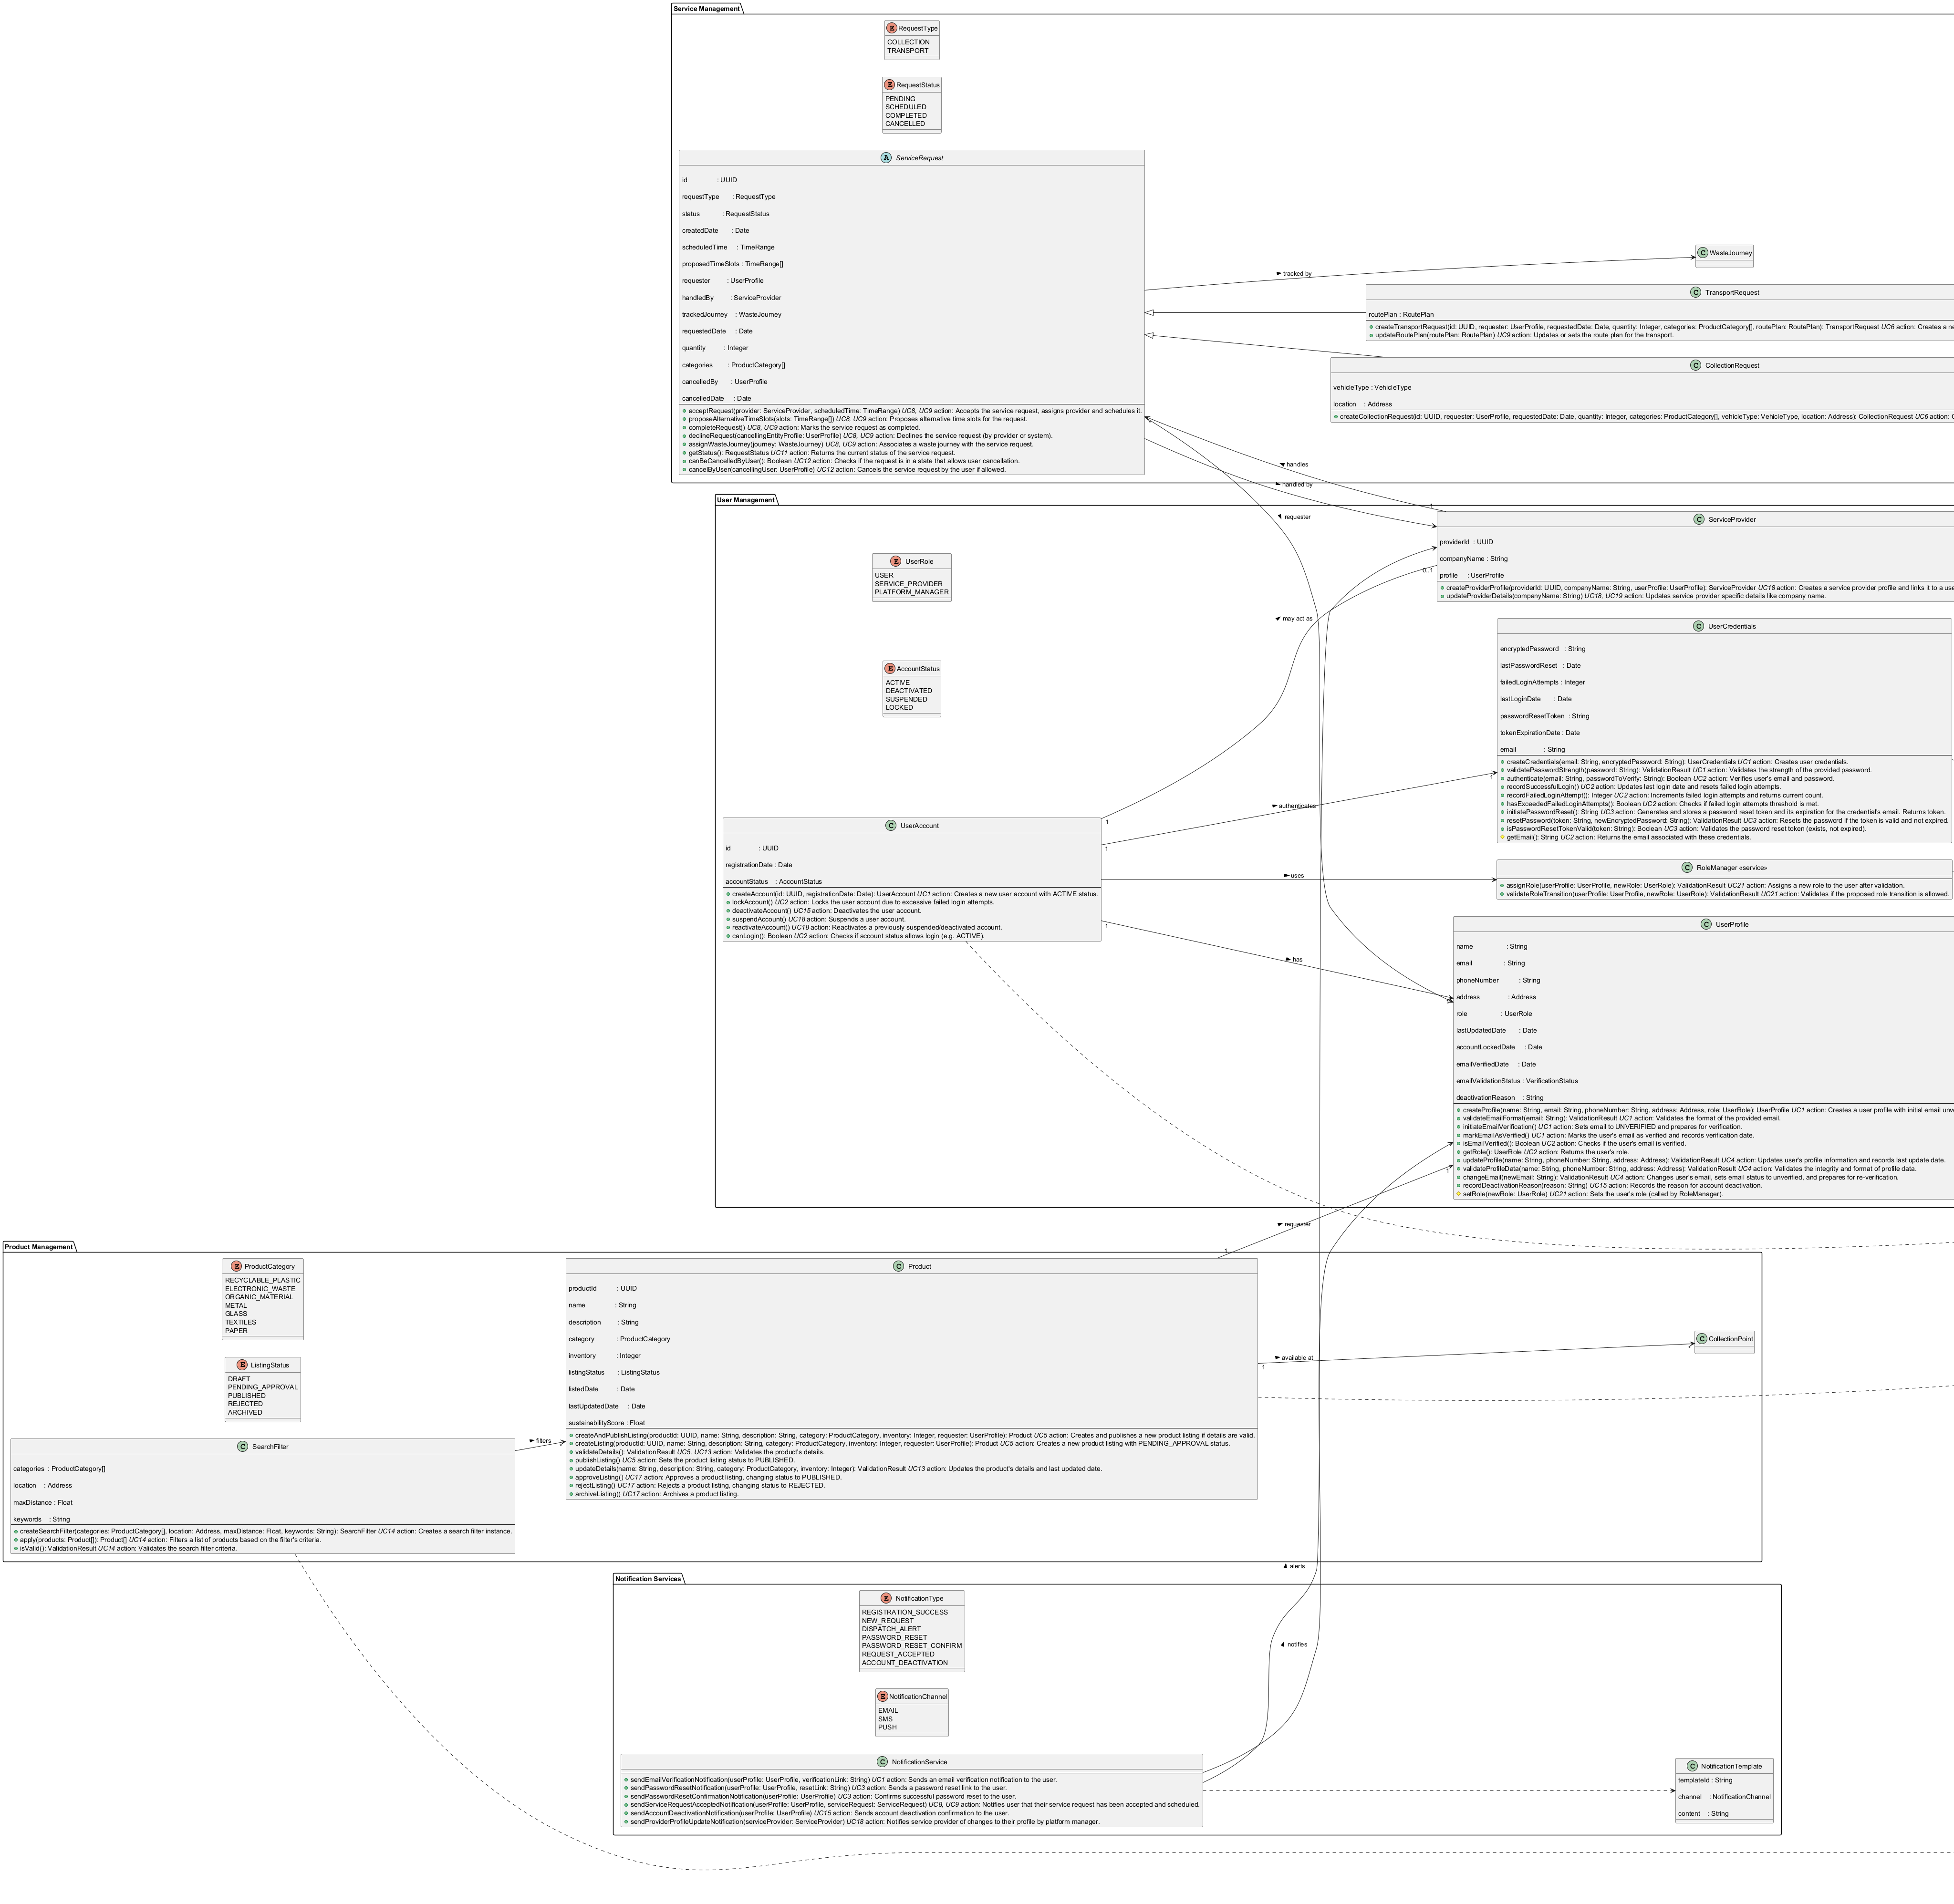 Service Management
E RequestType
COLLECTION
TRANSPORT
E RequestStatus
PENDING
SCHEDULED
COMPLETED
CANCELLED
A ServiceRequest
id : UUID
requestType : RequestType
status : RequestStatus
createdDate : Date
scheduledTime : TimeRange
proposedTimeSlots : TimeRange[]
requester : UserProfile
handledBy : ServiceProvider
trackedJourney : WasteJourney
requestedDate : Date
quantity : Integer
categories : ProductCategory[]
cancelledBy : UserProfile
cancelledDate : Date
acceptRequest(provider: ServiceProvider, scheduledTime: TimeRange) UC8, UC9 action: Accepts the service request, assigns provider and schedules it.
proposeAlternativeTimeSlots(slots: TimeRange[]) UC8, UC9 action: Proposes alternative time slots for the request.
completeRequest() UC8, UC9 action: Marks the service request as completed.
declineRequest(cancellingEntityProfile: UserProfile) UC8, UC9 action: Declines the service request (by provider or system).
assignWasteJourney(journey: WasteJourney) UC8, UC9 action: Associates a waste journey with the service request.
getStatus(): RequestStatus UC11 action: Returns the current status of the service request.
canBeCancelledByUser(): Boolean UC12 action: Checks if the request is in a state that allows user cancellation.
cancelByUser(cancellingUser: UserProfile) UC12 action: Cancels the service request by the user if allowed.
tracked by
C WasteJourney
C TransportRequest
routePlan : RoutePlan
createTransportRequest(id: UUID, requester: UserProfile, requestedDate: Date, quantity: Integer, categories: ProductCategory[], routePlan: RoutePlan): TransportRequest UC6 action: Creates a ne
updateRoutePlan(routePlan: RoutePlan) UC9 action: Updates or sets the route plan for the transport.
C CollectionRequest
vehicleType : VehicleType
location : Address
createCollectionRequest(id: UUID, requester: UserProfile, requestedDate: Date, quantity: Integer, categories: ProductCategory[], vehicleType: VehicleType, location: Address): CollectionRequest UC6 action: C
handles
handled by
requester
User Management
E UserRole
USER
SERVICE_PROVIDER
PLATFORM_MANAGER
E AccountStatus
ACTIVE
DEACTIVATED
SUSPENDED
LOCKED
1
C ServiceProvider
providerId : UUID
companyName : String
profile : UserProfile
createProviderProfile(providerId: UUID, companyName: String, userProfile: UserProfile): ServiceProvider UC18 action: Creates a service provider profile and links it to a use
updateProviderDetails(companyName: String) UC18, UC19 action: Updates service provider specific details like company name.
0..1
may act as
C UserCredentials
encryptedPassword : String
lastPasswordReset : Date
failedLoginAttempts : Integer
lastLoginDate : Date
passwordResetToken : String
tokenExpirationDate : Date
email : String
createCredentials(email: String, encryptedPassword: String): UserCredentials UC1 action: Creates user credentials.
validatePasswordStrength(password: String): ValidationResult UC1 action: Validates the strength of the provided password.
authenticate(email: String, passwordToVerify: String): Boolean UC2 action: Verifies user's email and password.
recordSuccessfulLogin() UC2 action: Updates last login date and resets failed login attempts.
recordFailedLoginAttempt(): Integer UC2 action: Increments failed login attempts and returns current count.
hasExceededFailedLoginAttempts(): Boolean UC2 action: Checks if failed login attempts threshold is met.
initiatePasswordReset(): String UC3 action: Generates and stores a password reset token and its expiration for the credential's email. Returns token.
resetPassword(token: String, newEncryptedPassword: String): ValidationResult UC3 action: Resets the password if the token is valid and not expired.
isPasswordResetTokenValid(token: String): Boolean UC3 action: Validates the password reset token (exists, not expired).
getEmail(): String UC2 action: Returns the email associated with these credentials.
1
authenticates
C UserAccount
id : UUID
registrationDate : Date
accountStatus : AccountStatus
createAccount(id: UUID, registrationDate: Date): UserAccount UC1 action: Creates a new user account with ACTIVE status.
lockAccount() UC2 action: Locks the user account due to excessive failed login attempts.
deactivateAccount() UC15 action: Deactivates the user account.
suspendAccount() UC18 action: Suspends a user account.
reactivateAccount() UC18 action: Reactivates a previously suspended/deactivated account.
canLogin(): Boolean UC2 action: Checks if account status allows login (e.g. ACTIVE).
1
1
1
uses
has
C RoleManager «service»
assignRole(userProfile: UserProfile, newRole: UserRole): ValidationResult UC21 action: Assigns a new role to the user after validation.
validateRoleTransition(userProfile: UserProfile, newRole: UserRole): ValidationResult UC21 action: Validates if the proposed role transition is allowed.
C UserProfile
name : String
email : String
phoneNumber : String
address : Address
role : UserRole
lastUpdatedDate : Date
accountLockedDate : Date
emailVerifiedDate : Date
emailValidationStatus : VerificationStatus
deactivationReason : String
createProfile(name: String, email: String, phoneNumber: String, address: Address, role: UserRole): UserProfile UC1 action: Creates a user profile with initial email unve
validateEmailFormat(email: String): ValidationResult UC1 action: Validates the format of the provided email.
initiateEmailVerification() UC1 action: Sets email to UNVERIFIED and prepares for verification.
markEmailAsVerified() UC1 action: Marks the user's email as verified and records verification date.
isEmailVerified(): Boolean UC2 action: Checks if the user's email is verified.
getRole(): UserRole UC2 action: Returns the user's role.
updateProfile(name: String, phoneNumber: String, address: Address): ValidationResult UC4 action: Updates user's profile information and records last update date.
validateProfileData(name: String, phoneNumber: String, address: Address): ValidationResult UC4 action: Validates the integrity and format of profile data.
changeEmail(newEmail: String): ValidationResult UC4 action: Changes user's email, sets email status to unverified, and prepares for re-verification.
recordDeactivationReason(reason: String) UC15 action: Records the reason for account deactivation.
setRole(newRole: UserRole) UC21 action: Sets the user's role (called by RoleManager).
1
requester
1
Product Management
E ProductCategory
RECYCLABLE_PLASTIC
ELECTRONIC_WASTE
ORGANIC_MATERIAL
METAL
GLASS
TEXTILES
PAPER
E ListingStatus
DRAFT
PENDING_APPROVAL
PUBLISHED
REJECTED
ARCHIVED
C SearchFilter
categories : ProductCategory[]
location : Address
maxDistance : Float
keywords : String
createSearchFilter(categories: ProductCategory[], location: Address, maxDistance: Float, keywords: String): SearchFilter UC14 action: Creates a search filter instance.
apply(products: Product[]): Product[] UC14 action: Filters a list of products based on the filter's criteria.
isValid(): ValidationResult UC14 action: Validates the search filter criteria.
filters
C Product
productId : UUID
name : String
description : String
category : ProductCategory
inventory : Integer
listingStatus : ListingStatus
listedDate : Date
lastUpdatedDate : Date
sustainabilityScore : Float
createAndPublishListing(productId: UUID, name: String, description: String, category: ProductCategory, inventory: Integer, requester: UserProfile): Product UC5 action: Creates and publishes a new product listing if details are valid.
createListing(productId: UUID, name: String, description: String, category: ProductCategory, inventory: Integer, requester: UserProfile): Product UC5 action: Creates a new product listing with PENDING_APPROVAL status.
validateDetails(): ValidationResult UC5, UC13 action: Validates the product's details.
publishListing() UC5 action: Sets the product listing status to PUBLISHED.
updateDetails(name: String, description: String, category: ProductCategory, inventory: Integer): ValidationResult UC13 action: Updates the product's details and last updated date.
approveListing() UC17 action: Approves a product listing, changing status to PUBLISHED.
rejectListing() UC17 action: Rejects a product listing, changing status to REJECTED.
archiveListing() UC17 action: Archives a product listing.
1
available at
*
C CollectionPoint
alerts
notifies
Notification Services
E NotificationType
REGISTRATION_SUCCESS
NEW_REQUEST
DISPATCH_ALERT
PASSWORD_RESET
PASSWORD_RESET_CONFIRM
REQUEST_ACCEPTED
ACCOUNT_DEACTIVATION
E NotificationChannel
EMAIL
SMS
PUSH
C NotificationService
sendEmailVerificationNotification(userProfile: UserProfile, verificationLink: String) UC1 action: Sends an email verification notification to the user.
sendPasswordResetNotification(userProfile: UserProfile, resetLink: String) UC3 action: Sends a password reset link to the user.
sendPasswordResetConfirmationNotification(userProfile: UserProfile) UC3 action: Confirms successful password reset to the user.
sendServiceRequestAcceptedNotification(userProfile: UserProfile, serviceRequest: ServiceRequest) UC8, UC9 action: Notifies user that their service request has been accepted and scheduled.
sendAccountDeactivationNotification(userProfile: UserProfile) UC15 action: Sends account deactivation confirmation to the user.
sendProviderProfileUpdateNotification(serviceProvider: ServiceProvider) UC18 action: Notifies service provider of changes to their profile by platform manager.
C NotificationTemplate
templateId : String
channel : NotificationChannel
content : String